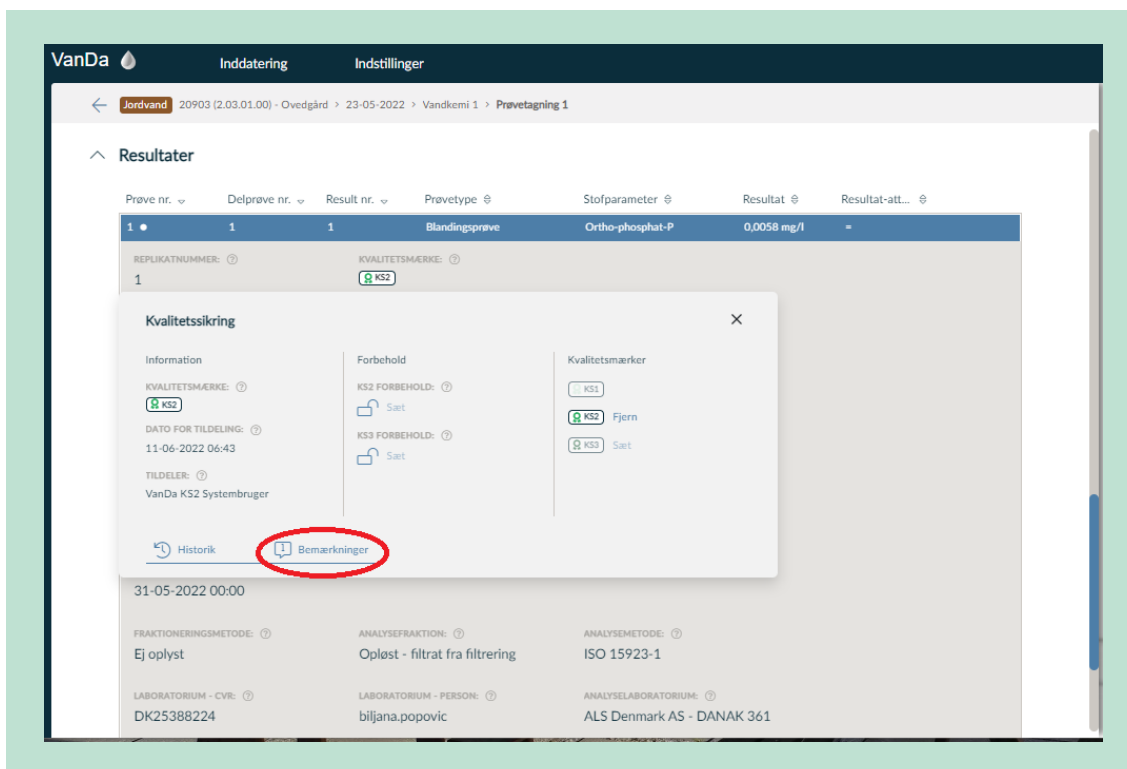 VanDa Inddatering Indstillinger
Jordvand 20903 (2.03.01.00) - Ovedgård > 23-05-2022 > Vandkemi 1 > Prøvetagning 1
Resultater
Prøve nr. Delprøve nr. Result nr. Prøvetype Stofparameter Resultat Resultat-att...
1 1 1 Blandingsprøve Ortho-phosphat-P 0,0058 mg/l =
REPLIKATNUMMER: KVALITETSMÆRKE:
1 KS2
Kvalitetssikring
Information Forbehold Kvalitetsmærker
KVALITETSMÆRKE: KS2 FORBEHOLD: KS1
KS2 Sæt KS2 Fjern
DATO FOR TILDELING: KS3 FORBEHOLD: KS3 Sæt
11-06-2022 06:43 Sæt
TILDELER:
VanDa KS2 Systembruger
Historik 1 Bemærkninger
31-05-2022 00:00
FRAKTIONERINGSMETODE: ANALYSEFRAKTION: ANALYSEMETODE:
Ej oplyst Opløst - filtrat fra filtrering ISO 15923-1
LABORATORIUM - CVR: LABORATORIUM - PERSON: ANALYSELABORATORIUM:
DK25388224 biljana.popovic ALS Denmark AS - DANAK 361